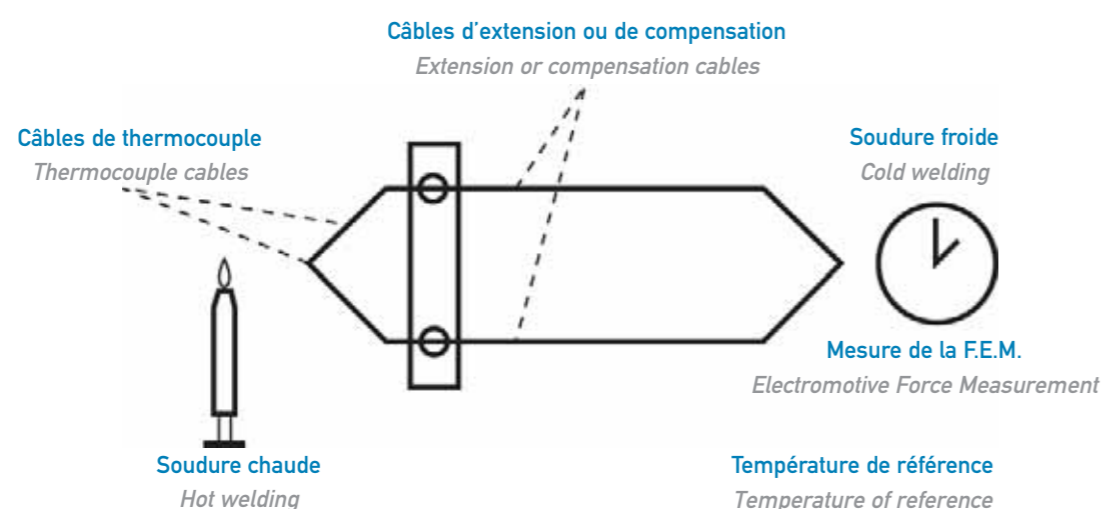 Câbles d'extension ou de compensation
Extension or compensation cables
Câbles de thermocouple
Thermocouple cables
Soudure froide
Cold welding
Mesure de la F.E.M.
Electromotive Force Measurement
Soudure chaude
Hot welding
Température de référence
Temperature of reference